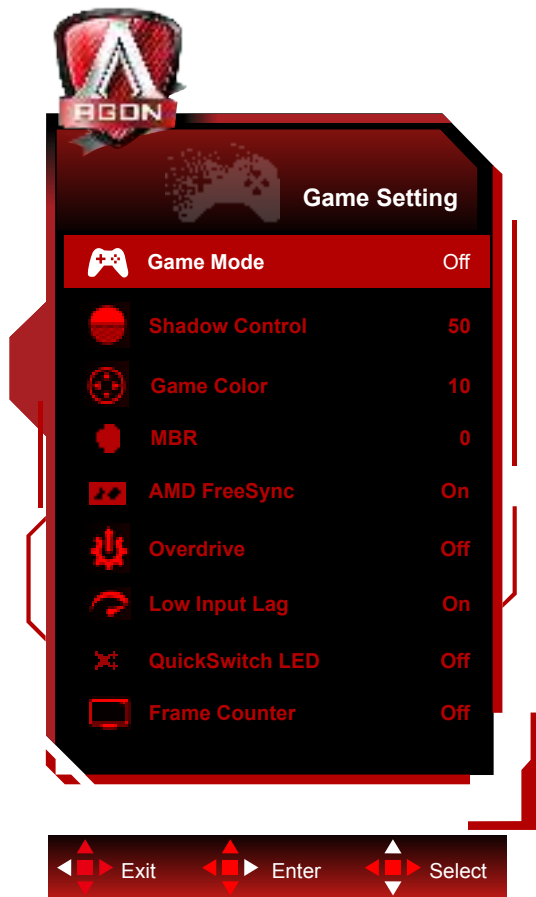 AGON
Game Setting
Game Mode Off
Shadow Control 50
Game Color 10
MBR 0
AMD FreeSync On
Overdrive Off
Low Input Lag On
QuickSwitch LED Off
Frame Counter Off
Exit Enter Select